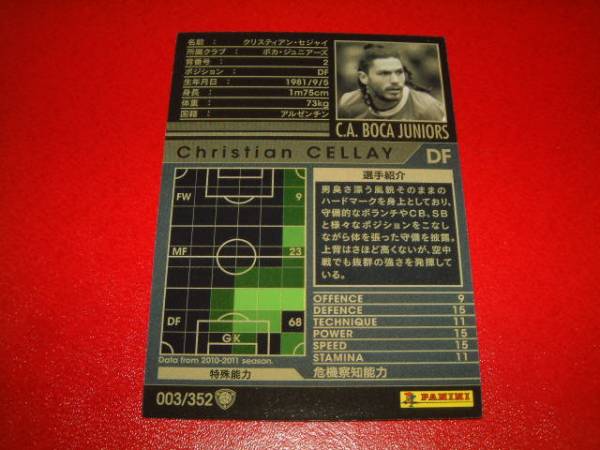 名前 : クリスティアン・セジャイ
所属クラブ : ボカ・ジュニアーズ
背番号 : 2
ポジション : DF
生年月日 : 1981/9/5
身長 : 1m75cm
体重 : 73kg
国籍 : アルゼンチン
C.A. BOCA JUNIORS
Christian CELLAY DF
FW 9
MF 23
DF 68
GK
Data from 2010-2011 season.
選手紹介
男臭さ漂う風貌そのままの
ハードマークを身上としており、
守備的なボランチやCB、SB
と様々なポジションをこなし
ながら体を張った守備を披露。
上背はさほど高くないが、空中
戦でも抜群の強さを発揮して
いる。
OFFENCE 9
DEFENCE 15
TECHNIQUE 11
POWER 15
SPEED 15
STAMINA 11
特殊能力 危機察知能力
003/352
PANINI